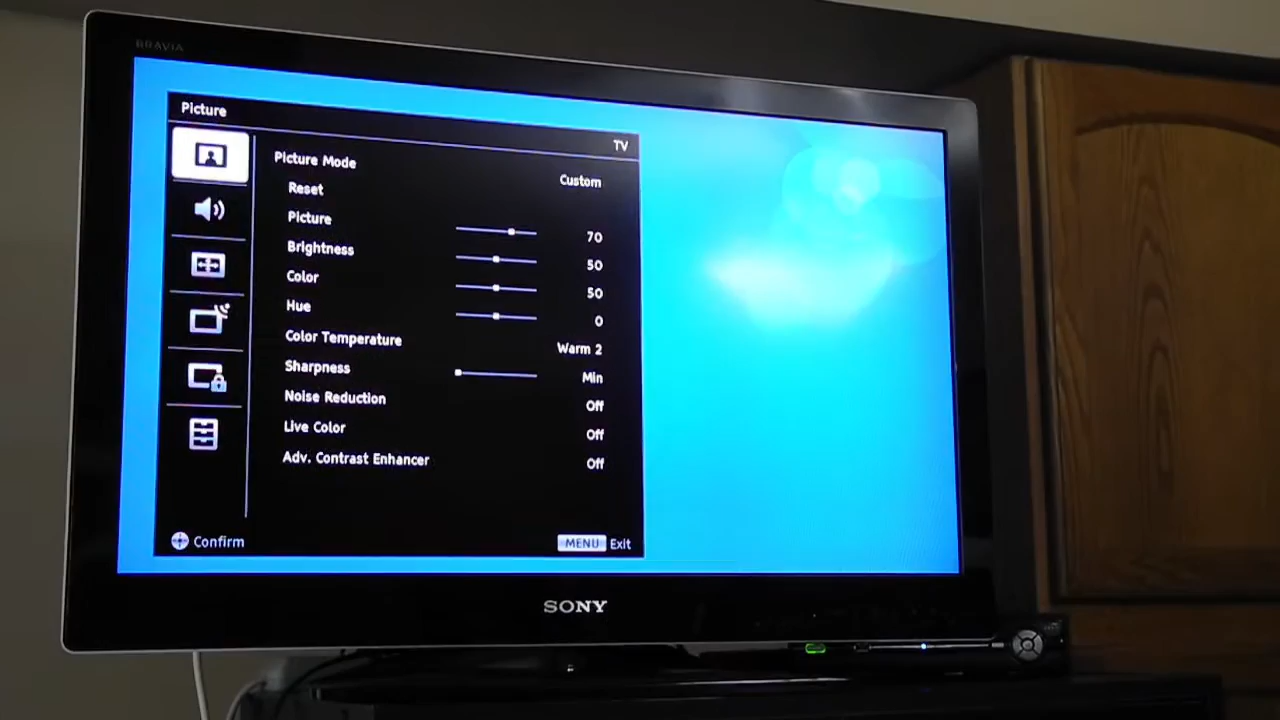 BRAVIA
Picture
TV
Picture Mode Custom
Reset
Picture 70
Brightness 50
Color 50
Hue 0
Color Temperature Warm 2
Sharpness Min
Noise Reduction Off
Live Color Off
Adv. Contrast Enhancer Off
Confirm MENU Exit
SONY